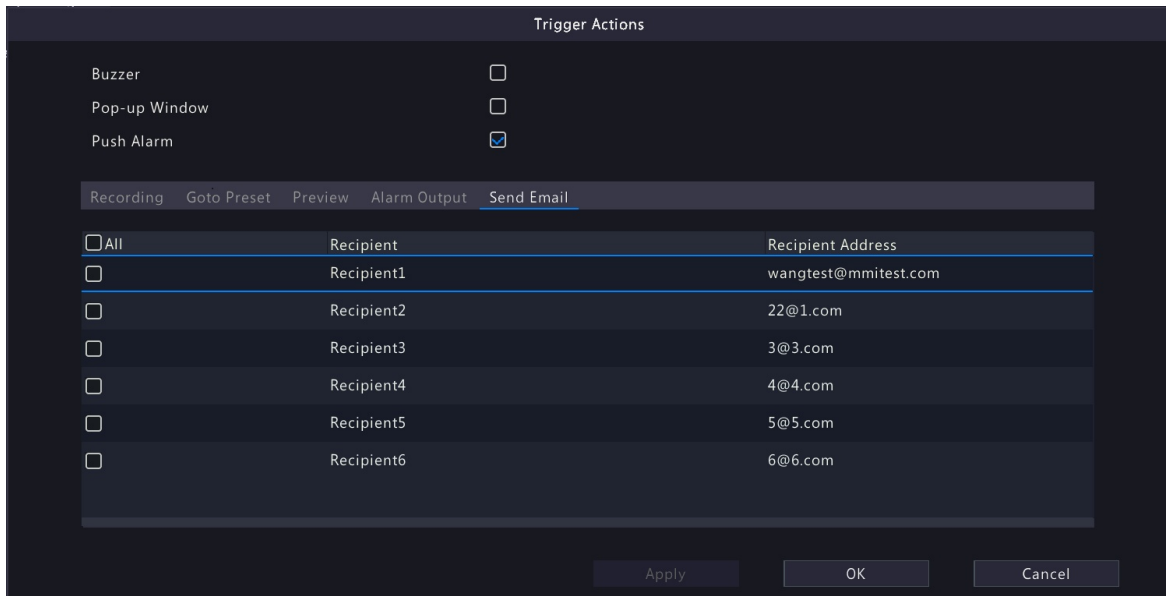 Trigger Actions
Buzzer
Pop-up Window
Push Alarm
Recording Goto Preset Preview Alarm Output Send Email
All Recipient Recipient Address
Recipient1 wangtest@mmitest.com
Recipient2 22@1.com
Recipient3 3@3.com
Recipient4 4@4.com
Recipient5 5@5.com
Recipient6 6@6.com
Apply OK Cancel